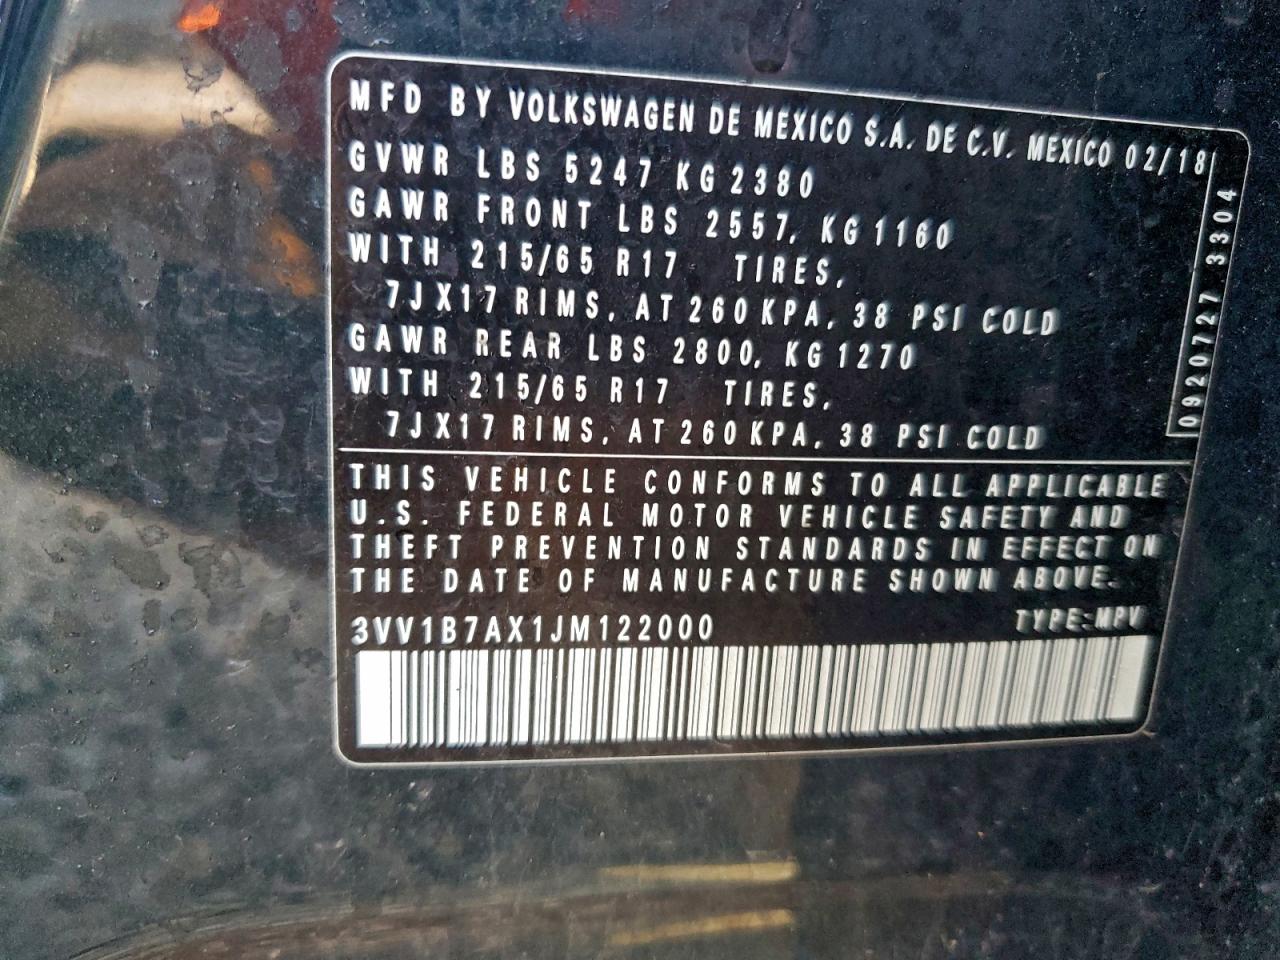 MFD BY VOLKSWAGEN DE MEXICO S.A. DE C.V. MEXICO 02/18
GVWR LBS 5247 KG 2380
GAWR FRONT LBS 2557, KG 1160
WITH 215/65 R17 TIRES,
7JX17 RIMS, AT 260 KPA, 38 PSI COLD
GAWR REAR LBS 2800, KG 1270
WITH 215/65 R17 TIRES,
7JX17 RIMS, AT 260 KPA, 38 PSI COLD
0920727 3304
THIS VEHICLE CONFORMS TO ALL APPLICABLE
U.S. FEDERAL MOTOR VEHICLE SAFETY AND
THEFT PREVENTION STANDARDS IN EFFECT ON
THE DATE OF MANUFACTURE SHOWN ABOVE.
3VV1B7AX1JM122000 TYPE:MPV